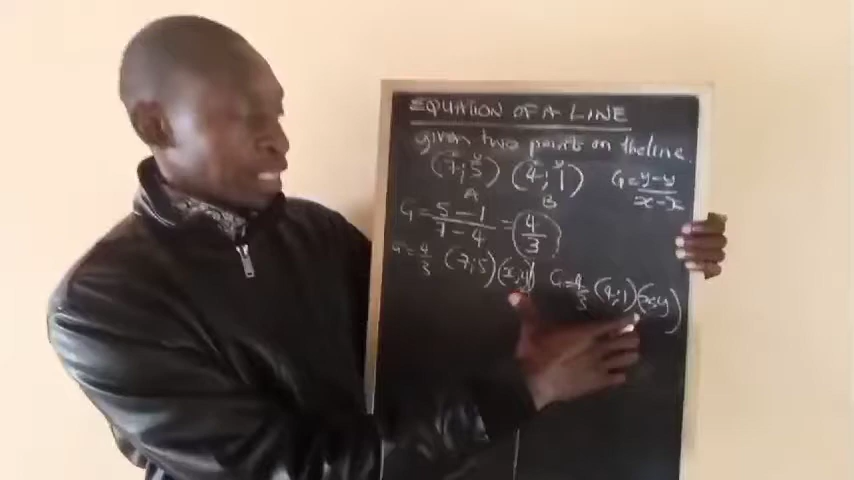 EQUATION OF A LINE
given two points on the line.
x y x y
(7;5) (4;1) G = y-y / x-x
A B
G = 5-1 / 7-4 = 4/3
G = 4/3 (7;5)(x;y) G = 4/3 (4;1)(x;y)